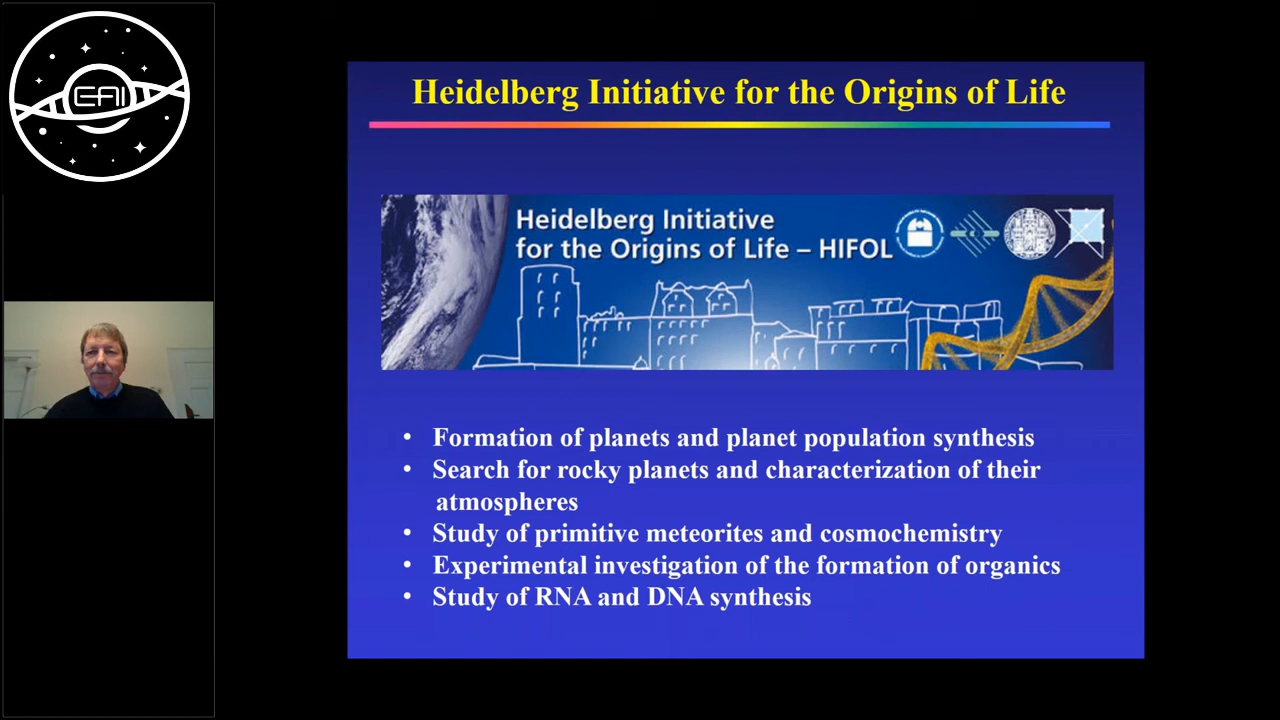 EAI
Heidelberg Initiative for the Origins of Life
Heidelberg Initiative
for the Origins of Life – HIFOL
• Formation of planets and planet population synthesis
• Search for rocky planets and characterization of their
atmospheres
• Study of primitive meteorites and cosmochemistry
• Experimental investigation of the formation of organics
• Study of RNA and DNA synthesis